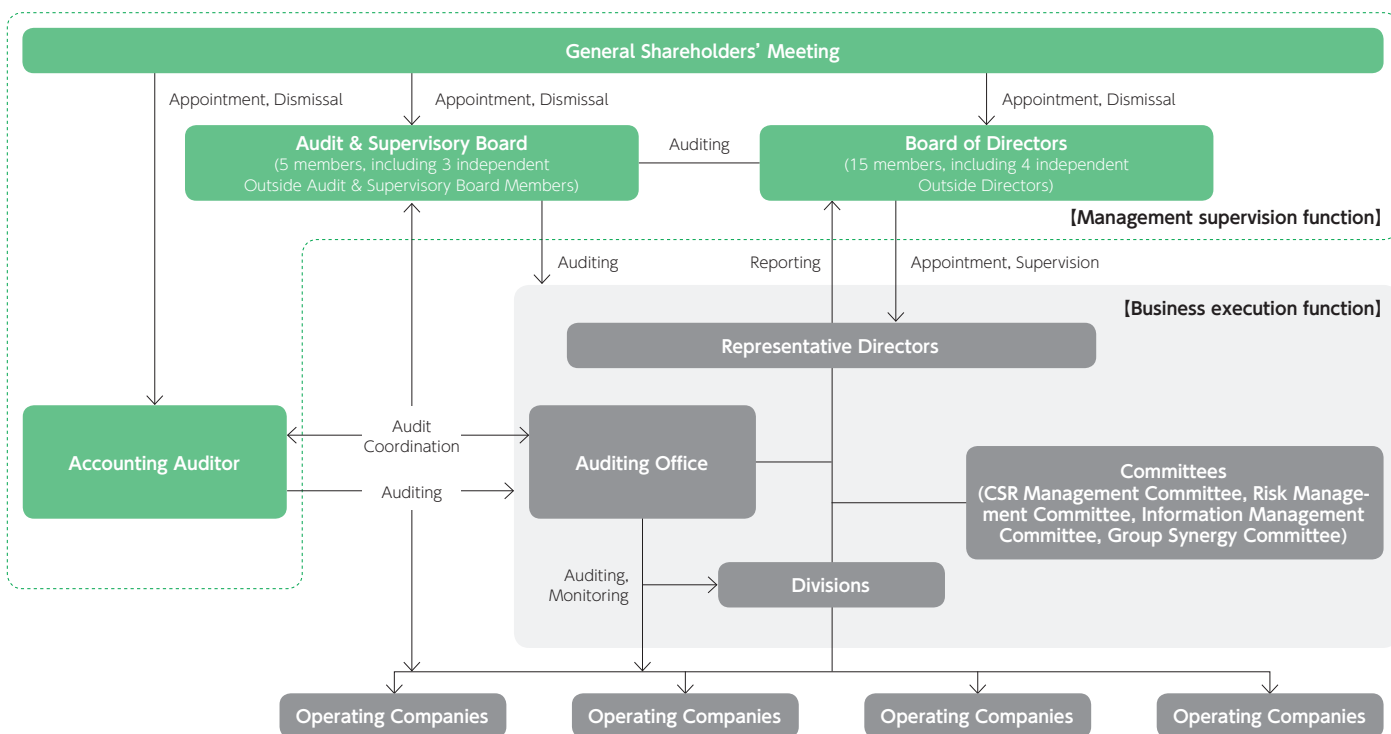 General Shareholders' Meeting
Appointment, Dismissal
Appointment, Dismissal
Appointment, Dismissal
Audit & Supervisory Board
(5 members, including 3 independent
Outside Audit & Supervisory Board Members)
Auditing
Board of Directors
(15 members, including 4 independent
Outside Directors)
【Management supervision function】
Auditing
Reporting
Appointment, Supervision
【Business execution function】
Representative Directors
Accounting Auditor
Audit
Coordination
Auditing
Auditing Office
Committees
(CSR Management Committee, Risk Manage-
ment Committee, Information Management
Committee, Group Synergy Committee)
Auditing,
Monitoring
Divisions
Operating Companies
Operating Companies
Operating Companies
Operating Companies